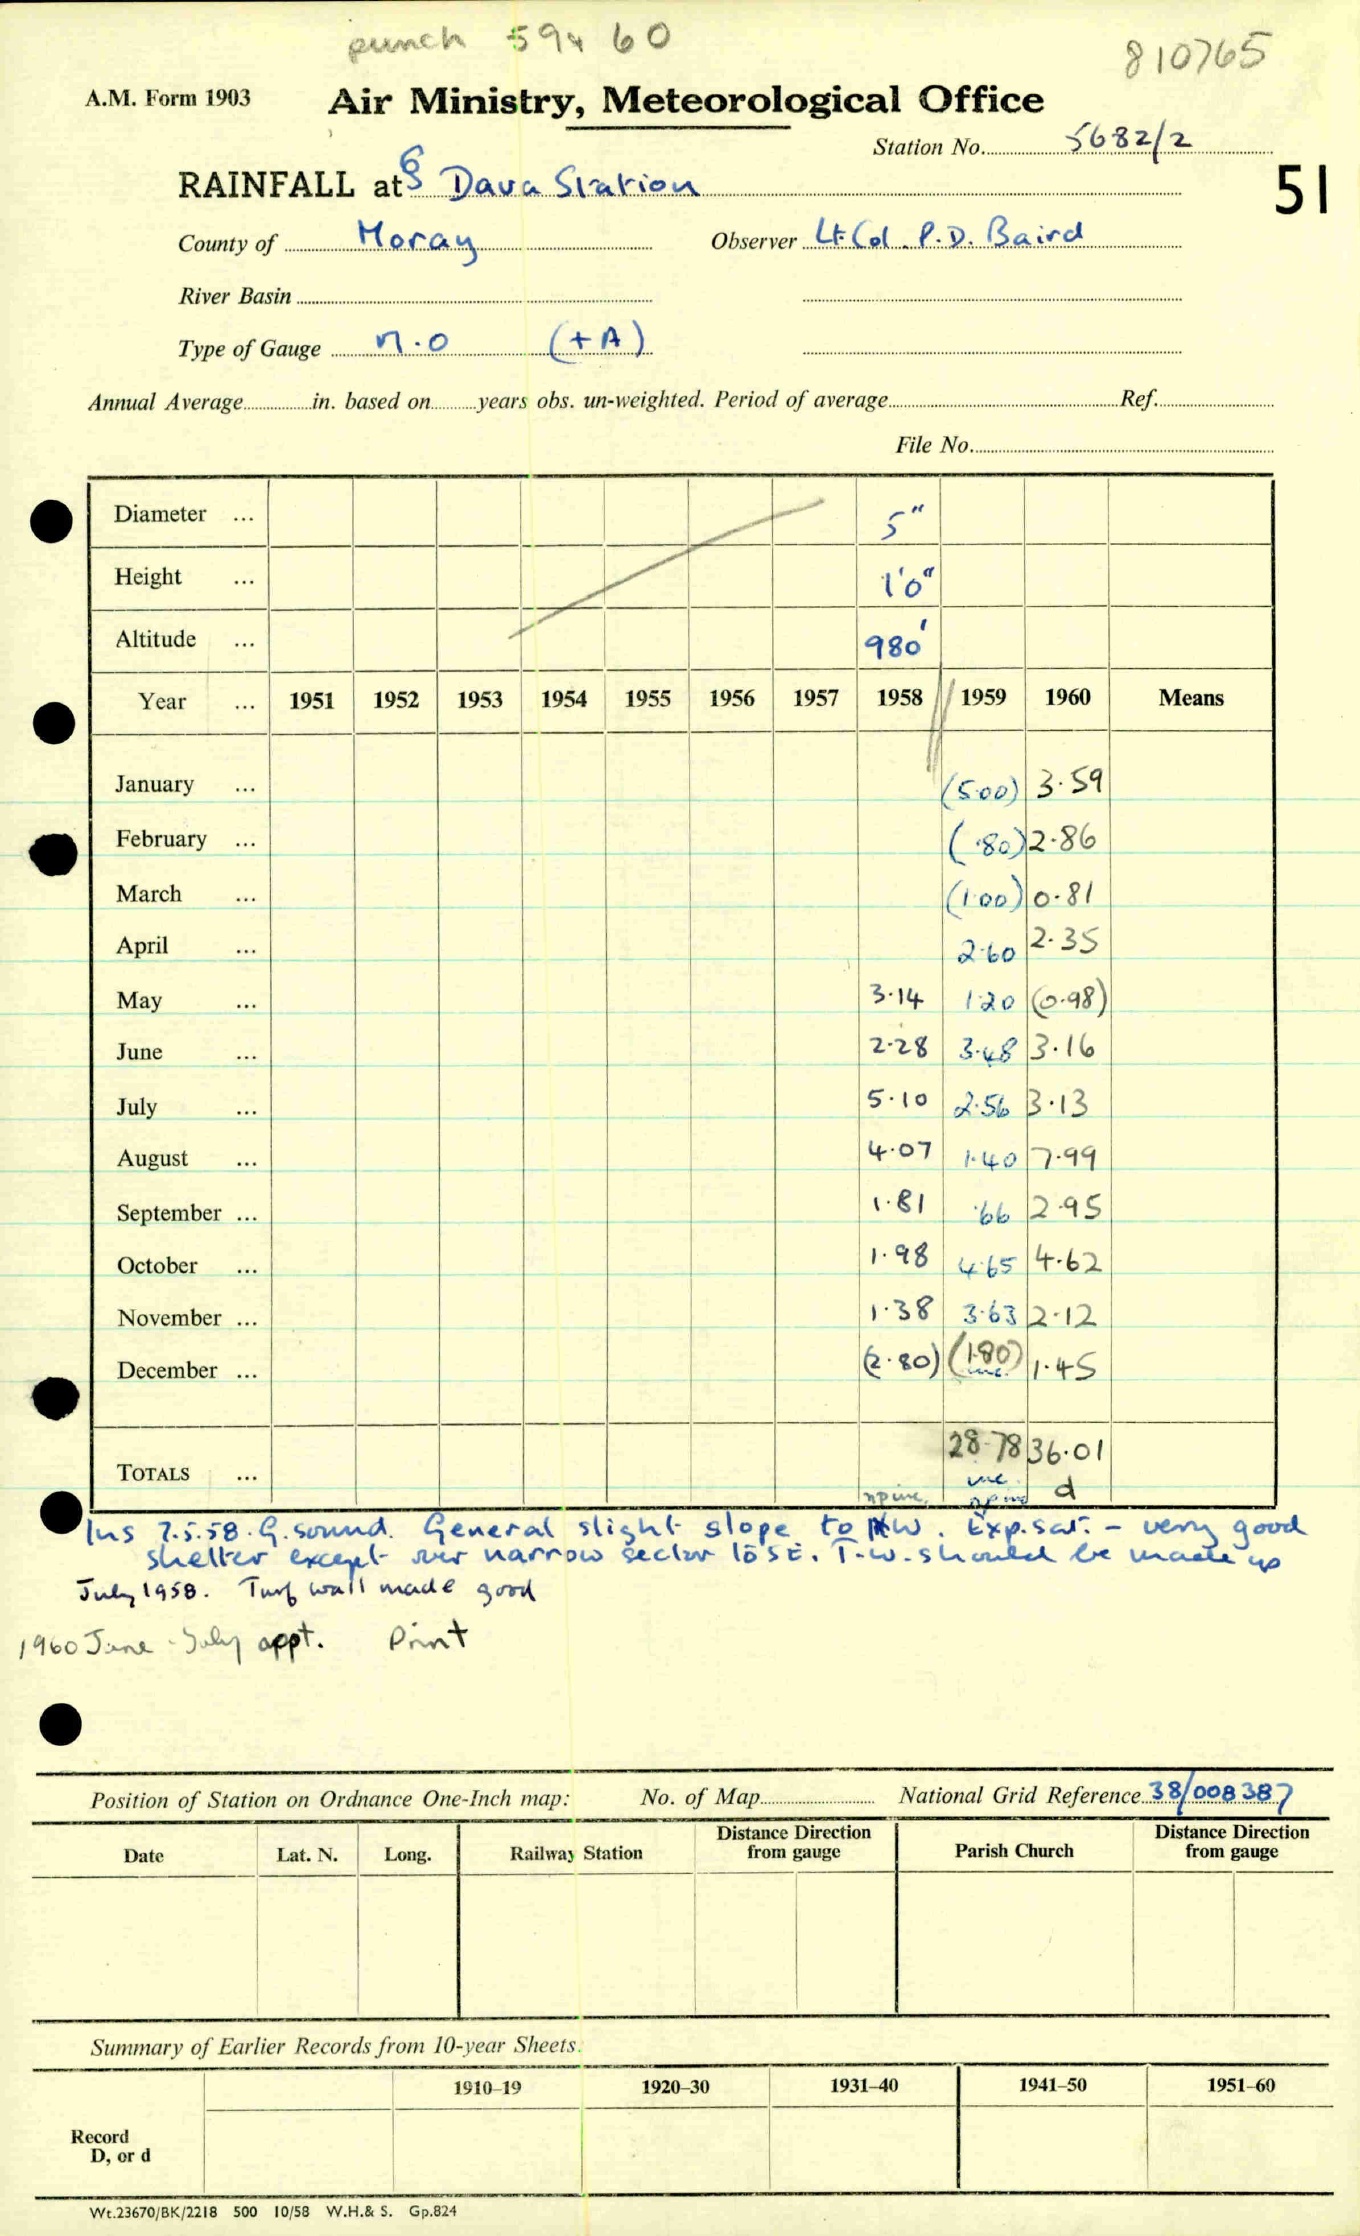 punch 59 & 60
810765
A.M. Form 1903 Air Ministry, Meteorological Office
Station No. 5682/2
RAINFALL at § Dava Station
51
County of Moray Observer Lt. Col. P.D. Baird
River Basin
Type of Gauge M.O (+A)
Annual Average in. based on years obs. un-weighted. Period of average Ref.
File No.
Diameter ... 5"
Height ... 1'0"
Altitude ... 980'
Year ... 1951 1952 1953 1954 1955 1956 1957 1958 1959 1960 Means
January ... (5.00) 3.59
February ... (.80) 2.86
March ... (1.00) 0.81
April ... 2.60 2.35
May ... 3.14 1.20 (0.98)
June ... 2.28 3.48 3.16
July ... 5.10 2.56 3.13
August ... 4.07 1.40 7.99
September ... 1.81 .66 2.95
October ... 1.98 4.65 4.62
November ... 1.38 3.63 2.12
December ... (2.80) (1.80) 1.45
inc.
28.78 36.01
TOTALS ... inc. d
Ins 7.5.58. G. sound. General slight slope to NW. Exp. sat. - very good
shelter except over narrow sector to SE. T.W. should be made up
July 1958. Turf wall made good
1960 June - July appt. Print
Position of Station on Ordnance One-Inch map: No. of Map National Grid Reference 38/008387
Date Lat. N. Long. Railway Station Distance Direction from gauge Parish Church Distance Direction from gauge
Summary of Earlier Records from 10-year Sheets.
1910–19 1920–30 1931–40 1941–50 1951–60
Record
D, or d
Wt.23670/BK/2218 500 10/58 W.H.& S. Gp.824